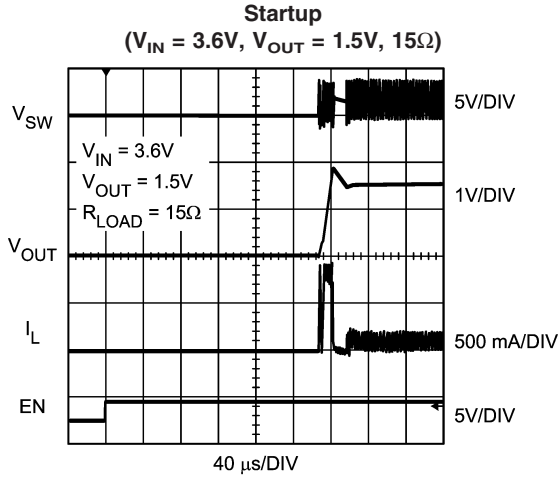 Startup
(V_IN = 3.6V, V_OUT = 1.5V, 15Ω)
V_SW
5V/DIV
V_IN = 3.6V
V_OUT = 1.5V
R_LOAD = 15Ω
1V/DIV
V_OUT
I_L
500 mA/DIV
EN
5V/DIV
40 μs/DIV